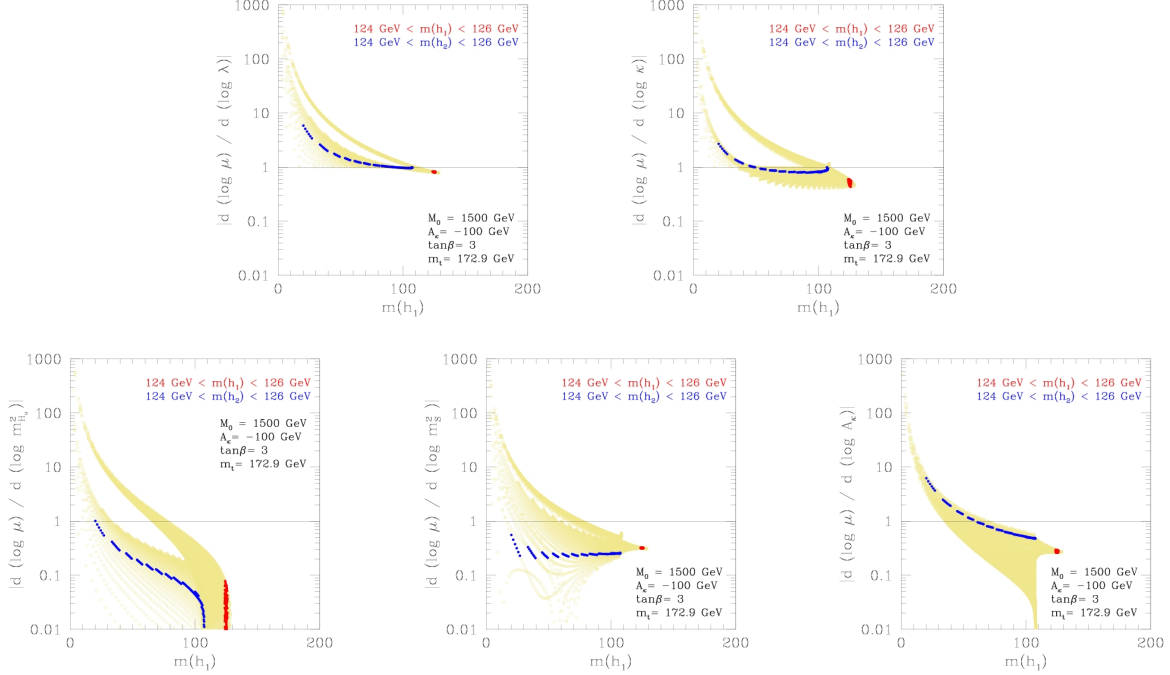 |d (log μ) / d (log λ)|
1000
100
10
1
0.1
0.01
124 GeV < m(h₁) < 126 GeV
124 GeV < m(h₂) < 126 GeV
M₀ = 1500 GeV
Aκ= −100 GeV
tanβ= 3
mₜ= 172.9 GeV
0 100 200
m(h₁)
|d (log μ) / d (log κ)|
1000
100
10
1
0.1
0.01
124 GeV < m(h₁) < 126 GeV
124 GeV < m(h₂) < 126 GeV
M₀ = 1500 GeV
Aκ= −100 GeV
tanβ= 3
mₜ= 172.9 GeV
0 100 200
m(h₁)
|d (log μ) / d (log m²_{H_u})|
1000
100
10
1
0.1
0.01
124 GeV < m(h₁) < 126 GeV
124 GeV < m(h₂) < 126 GeV
M₀ = 1500 GeV
Aκ= −100 GeV
tanβ= 3
mₜ= 172.9 GeV
0 100 200
m(h₁)
|d (log μ) / d (log m²_S)|
1000
100
10
1
0.1
0.01
124 GeV < m(h₁) < 126 GeV
124 GeV < m(h₂) < 126 GeV
M₀ = 1500 GeV
Aκ= −100 GeV
tanβ= 3
mₜ= 172.9 GeV
0 100 200
m(h₁)
|d (log μ) / d (log Aκ)|
1000
100
10
1
0.1
0.01
124 GeV < m(h₁) < 126 GeV
124 GeV < m(h₂) < 126 GeV
M₀ = 1500 GeV
Aκ= −100 GeV
tanβ= 3
mₜ= 172.9 GeV
0 100 200
m(h₁)